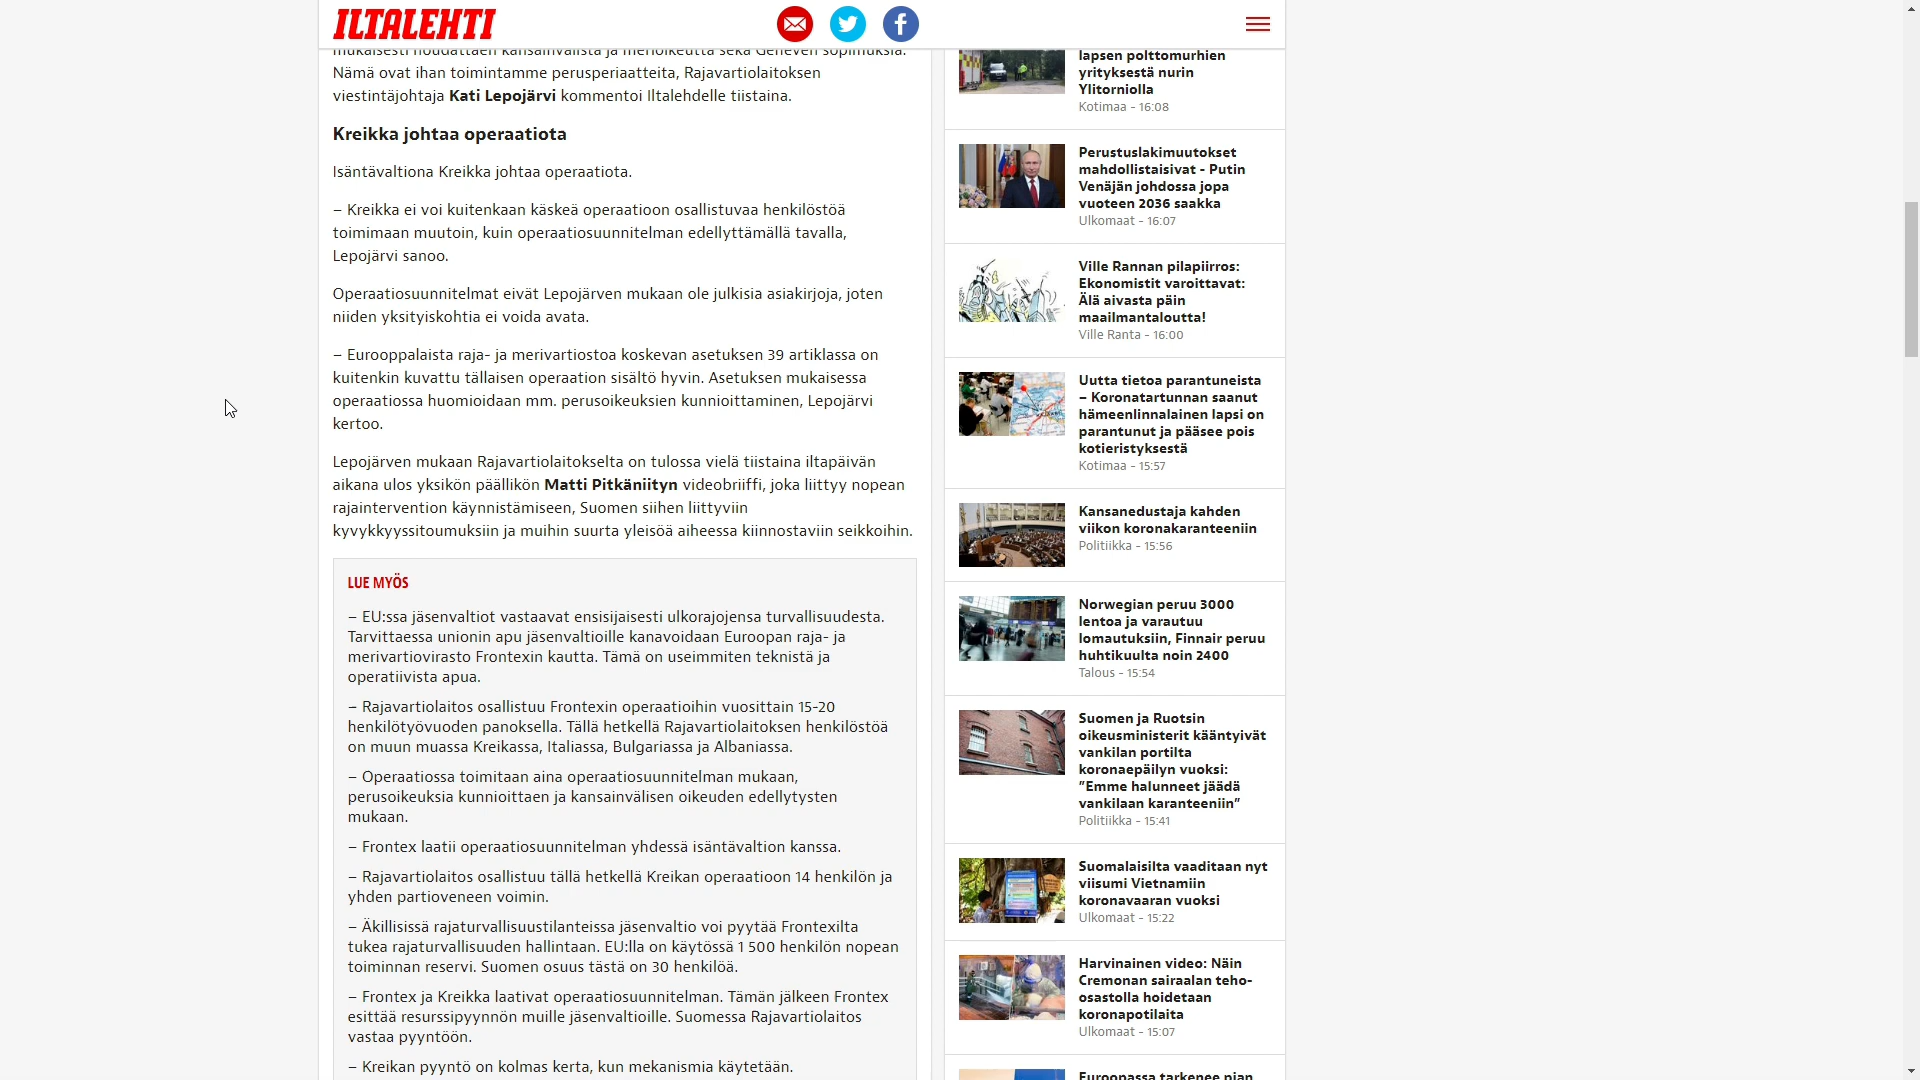 ILTALEHTI
mukaisesti noudattaen kansainvälistä ja merioikeutta sekä Geneven sopimuksia.
Nämä ovat ihan toimintamme perusperiaatteita, Rajavartiolaitoksen
viestintäjohtaja Kati Lepojärvi kommentoi Iltalehdelle tiistaina.
Kreikka johtaa operaatiota
Isäntävaltiona Kreikka johtaa operaatiota.
– Kreikka ei voi kuitenkaan käskeä operaatioon osallistuvaa henkilöstöä
toimimaan muutoin, kuin operaatiosuunnitelman edellyttämällä tavalla,
Lepojärvi sanoo.
Operaatiosuunnitelmat eivät Lepojärven mukaan ole julkisia asiakirjoja, joten
niiden yksityiskohtia ei voida avata.
– Eurooppalaista raja- ja merivartiostoa koskevan asetuksen 39 artiklassa on
kuitenkin kuvattu tällaisen operaation sisältö hyvin. Asetuksen mukaisessa
operaatiossa huomioidaan mm. perusoikeuksien kunnioittaminen, Lepojärvi
kertoo.
Lepojärven mukaan Rajavartiolaitokselta on tulossa vielä tiistaina iltapäivän
aikana ulos yksikön päällikön Matti Pitkäniityn videobriiffi, joka liittyy nopean
rajaintervention käynnistämiseen, Suomen siihen liittyviin
kyvykkyyssitoumuksiin ja muihin suurta yleisöä aiheessa kiinnostaviin seikkoihin.
LUE MYÖS
– EU:ssa jäsenvaltiot vastaavat ensisijaisesti ulkorajojensa turvallisuudesta.
Tarvittaessa unionin apu jäsenvaltioille kanavoidaan Euroopan raja- ja
merivartiovirasto Frontexin kautta. Tämä on useimmiten teknistä ja
operatiivista apua.
– Rajavartiolaitos osallistuu Frontexin operaatioihin vuosittain 15-20
henkilötyövuoden panoksella. Tällä hetkellä Rajavartiolaitoksen henkilöstöä
on muun muassa Kreikassa, Italiassa, Bulgariassa ja Albaniassa.
– Operaatiossa toimitaan aina operaatiosuunnitelman mukaan,
perusoikeuksia kunnioittaen ja kansainvälisen oikeuden edellytysten
mukaan.
– Frontex laatii operaatiosuunnitelman yhdessä isäntävaltion kanssa.
– Rajavartiolaitos osallistuu tällä hetkellä Kreikan operaatioon 14 henkilön ja
yhden partioveneen voimin.
– Äkillisissä rajaturvallisuustilanteissa jäsenvaltio voi pyytää Frontexilta
tukea rajaturvallisuuden hallintaan. EU:lla on käytössä 1 500 henkilön nopean
toiminnan reservi. Suomen osuus tästä on 30 henkilöä.
– Frontex ja Kreikka laativat operaatiosuunnitelman. Tämän jälkeen Frontex
esittää resurssipyynnön muille jäsenvaltioille. Suomessa Rajavartiolaitos
vastaa pyyntöön.
– Kreikan pyyntö on kolmas kerta, kun mekanismia käytetään.
lapsen polttomurhien
yrityksestä nurin
Ylitorniolla
Kotimaa - 16:08
Perustuslakimuutokset
mahdollistaisivat - Putin
Venäjän johdossa jopa
vuoteen 2036 saakka
Ulkomaat - 16:07
Ville Rannan pilapiirros:
Ekonomistit varoittavat:
Älä aivasta päin
maailmantaloutta!
Ville Ranta - 16:00
Uutta tietoa parantuneista
– Koronatartunnan saanut
hämeenlinnalainen lapsi on
parantunut ja pääsee pois
kotieristyksestä
Kotimaa - 15:57
Kansanedustaja kahden
viikon koronakaranteeniin
Politiikka - 15:56
Norwegian peruu 3000
lentoa ja varautuu
lomautuksiin, Finnair peruu
huhtikuulta noin 2400
Talous - 15:54
Suomen ja Ruotsin
oikeusministerit kääntyivät
vankilan portilta
koronaepäilyn vuoksi:
”Emme halunneet jäädä
vankilaan karanteeniin”
Politiikka - 15:41
Suomalaisilta vaaditaan nyt
viisumi Vietnamiin
koronavaaran vuoksi
Ulkomaat - 15:22
Harvinainen video: Näin
Cremonan sairaalan teho-
osastolla hoidetaan
koronapotilaita
Ulkomaat - 15:07
Euroopassa tarkenee pian